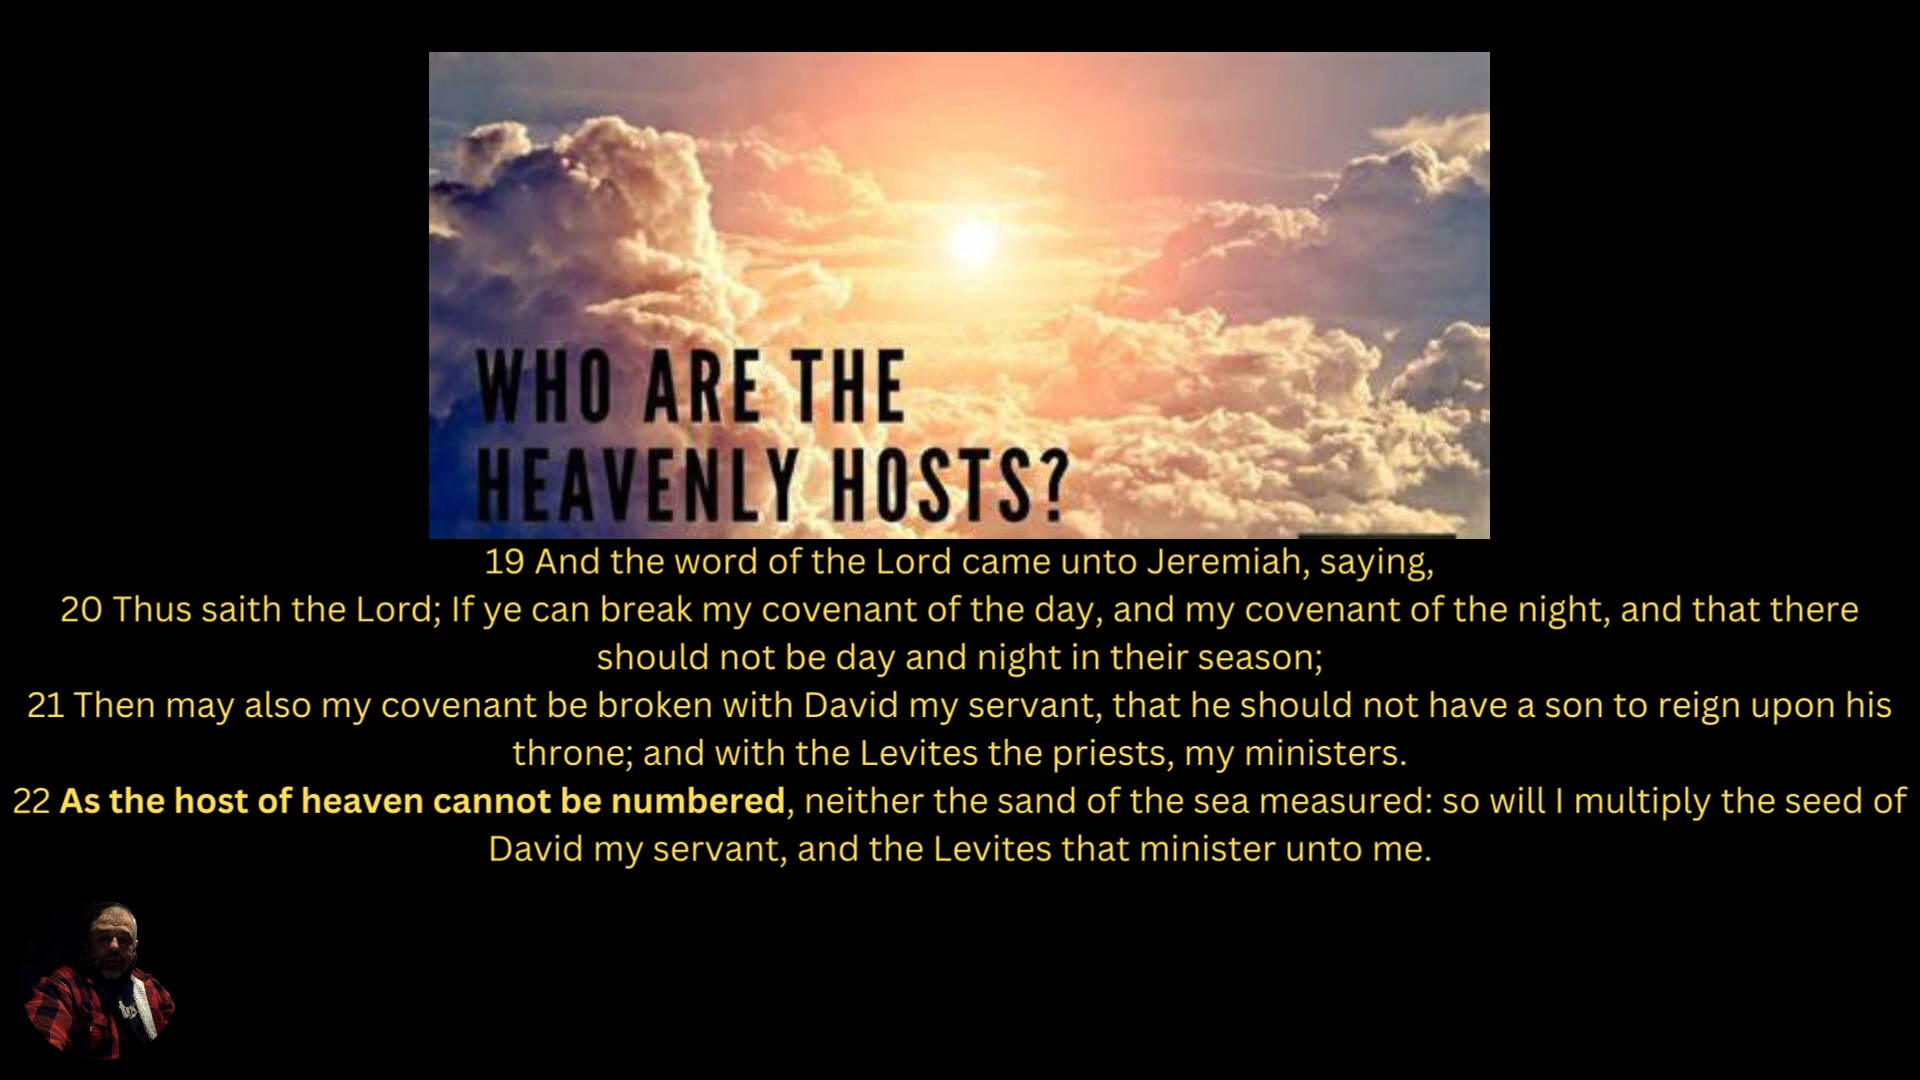 WHO ARE THE
HEAVENLY HOSTS?
19 And the word of the Lord came unto Jeremiah, saying,
20 Thus saith the Lord; If ye can break my covenant of the day, and my covenant of the night, and that there
should not be day and night in their season;
21 Then may also my covenant be broken with David my servant, that he should not have a son to reign upon his
throne; and with the Levites the priests, my ministers.
22 As the host of heaven cannot be numbered, neither the sand of the sea measured: so will I multiply the seed of
David my servant, and the Levites that minister unto me.